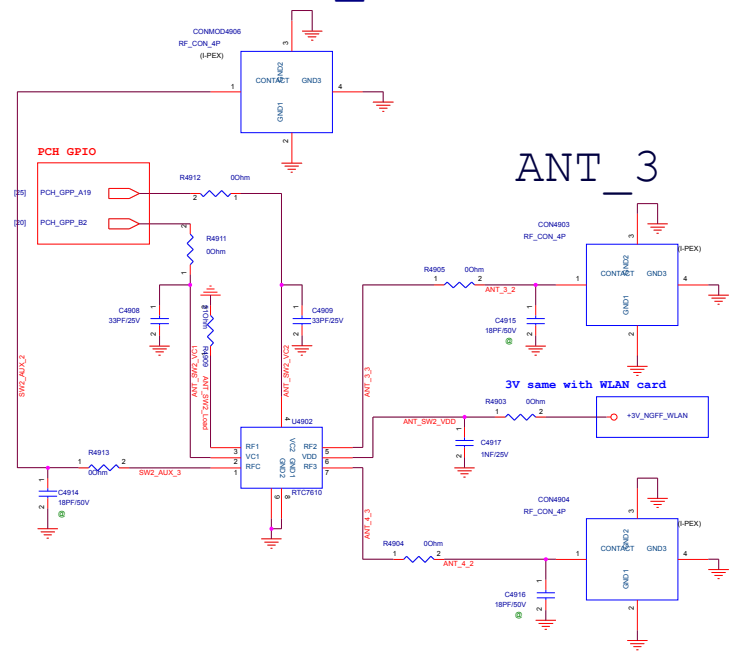 CONMOD4906
RF_CON_4P
(I-PEX)
3
GND2
1
CONTACT
GND3
4
GND1
2
PCH GPIO
[25]
PCH_GPP_A19
[20]
PCH_GPP_B2
R4912
0Ohm
2
1
2
R4911
0Ohm
1
ANT_3
CON4903
RF_CON_4P
(I-PEX)
3
GND2
1
CONTACT
GND3
4
GND1
2
R4905
0Ohm
1
2
ANT_3_2
1
C4915
18PF/50V
2
@
1
C4908
33PF/25V
2
ANT_SW2_VC1
R4909
ANT_SW2_Load
1
C4909
33PF/25V
2
ANT_SW2_VC2
ANT_3_3
SW2_AUX_2
3V same with WLAN card
R4903
0Ohm
1
2
+3V_NGFF_WLAN
ANT_SW2_VDD
1
C4917
1NF/25V
2
U4902
4
RF1
VC1
RFC
VC2
GND1
GND2
RF2
VDD
RF3
3
2
1
5
6
7
9
8
RTC7610
R4913
0Ohm
1
2
SW2_AUX_3
1
C4914
18PF/50V
2
@
ANT_4_3
R4904
0Ohm
1
2
ANT_4_2
1
C4916
18PF/50V
2
@
CON4904
RF_CON_4P
(I-PEX)
3
GND2
1
CONTACT
GND3
4
GND1
2